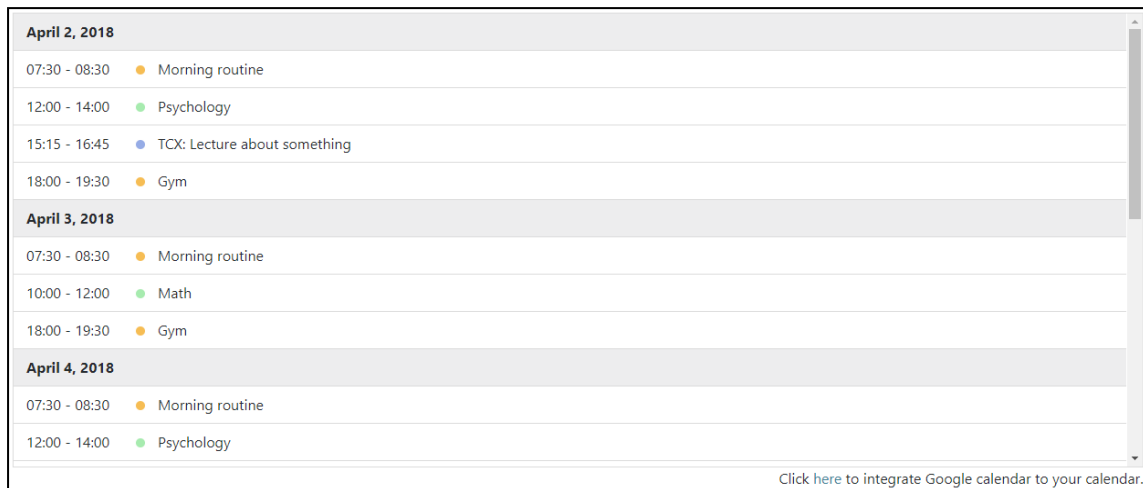 April 2, 2018
07:30 - 08:30 Morning routine
12:00 - 14:00 Psychology
15:15 - 16:45 TCX: Lecture about something
18:00 - 19:30 Gym
April 3, 2018
07:30 - 08:30 Morning routine
10:00 - 12:00 Math
18:00 - 19:30 Gym
April 4, 2018
07:30 - 08:30 Morning routine
12:00 - 14:00 Psychology
Click here to integrate Google calendar to your calendar.